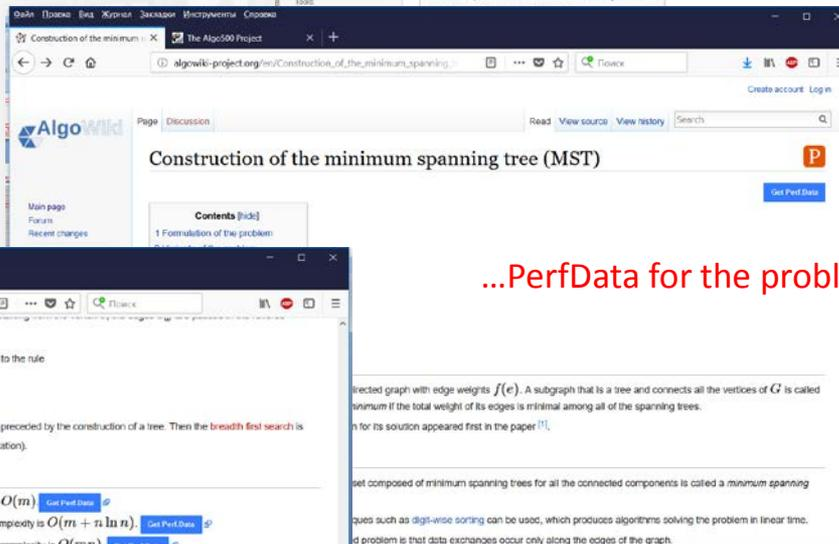 Tools
Файл Правка Вид Журнал Закладки Инструменты Справка
Construction of the minimum
The Algo500 Project
algowiki-project.org/en/Construction_of_the_minimum_spanning_
Поиск
Create account Log in
AlgoWiki
Page Discussion
Read View source View history Search
Construction of the minimum spanning tree (MST)
P
Get Perf.Data
Main page
Forum
Recent changes
Contents [hide]
1 Formulation of the problem
...PerfData for the probl
Поиск
to the rule
preceded by the construction of a tree. Then the breadth first search is
ation).
O(m). Get Perf.Data
mplexity is O(m + n ln n). Get Perf.Data
irected graph with edge weights f(e). A subgraph that is a tree and connects all the vertices of G is called
inimum if the total weight of its edges is minimal among all of the spanning trees.
n for its solution appeared first in the paper [1].
set composed of minimum spanning trees for all the connected components is called a minimum spanning
ques such as digit-wise sorting can be used, which produces algorithms solving the problem in linear time.
d problem is that data exchanges occur only along the edges of the graph.